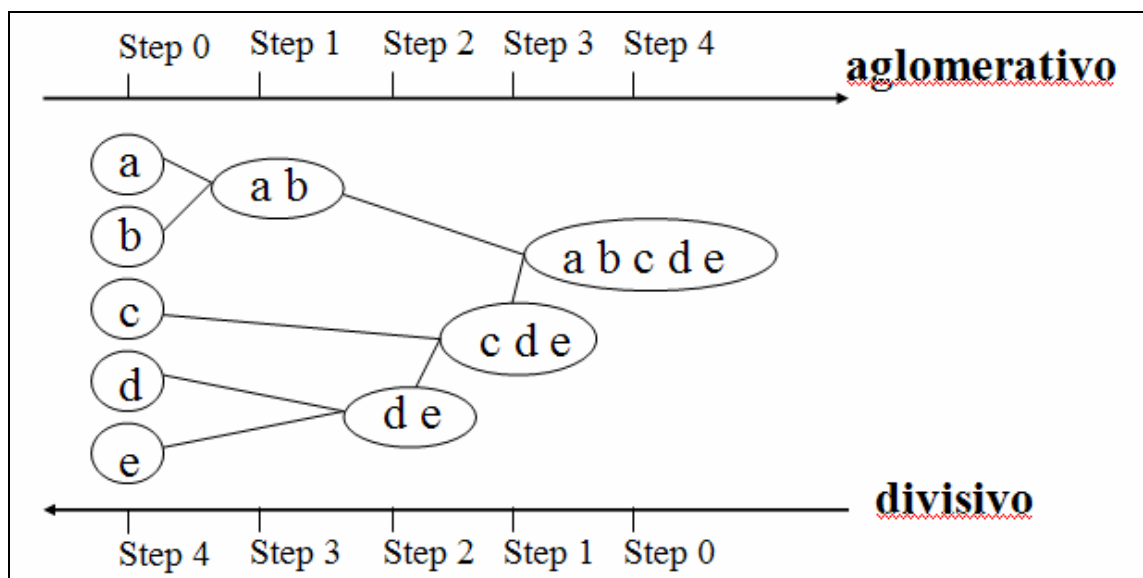 Step 0 Step 1 Step 2 Step 3 Step 4
aglomerativo
a
a b
b
a b c d e
c
c d e
d
d e
e
divisivo
Step 4 Step 3 Step 2 Step 1 Step 0